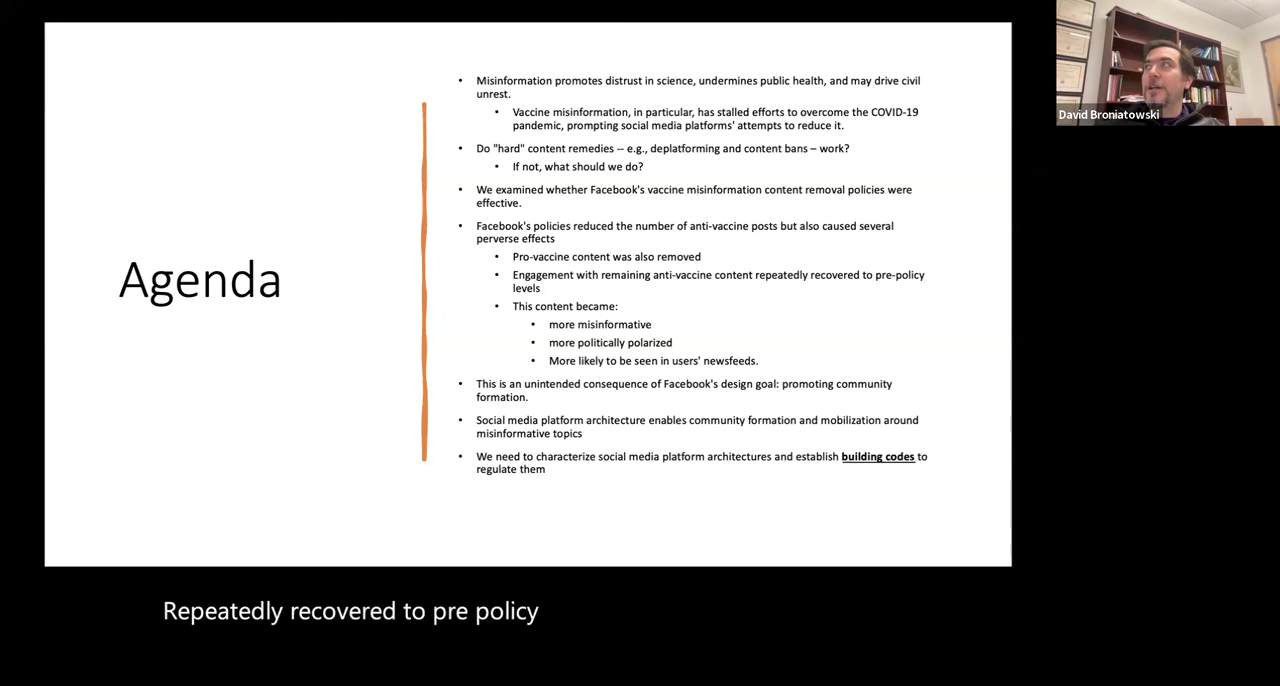 David Broniatowski
Agenda
• Misinformation promotes distrust in science, undermines public health, and may drive civil
unrest.
• Vaccine misinformation, in particular, has stalled efforts to overcome the COVID-19
pandemic, prompting social media platforms' attempts to reduce it.
• Do "hard" content remedies -- e.g., deplatforming and content bans – work?
• If not, what should we do?
• We examined whether Facebook's vaccine misinformation content removal policies were
effective.
• Facebook's policies reduced the number of anti-vaccine posts but also caused several
perverse effects
• Pro-vaccine content was also removed
• Engagement with remaining anti-vaccine content repeatedly recovered to pre-policy
levels
• This content became:
• more misinformative
• more politically polarized
• More likely to be seen in users' newsfeeds.
• This is an unintended consequence of Facebook's design goal: promoting community
formation.
• Social media platform architecture enables community formation and mobilization around
misinformative topics
• We need to characterize social media platform architectures and establish building codes to
regulate them
Repeatedly recovered to pre policy